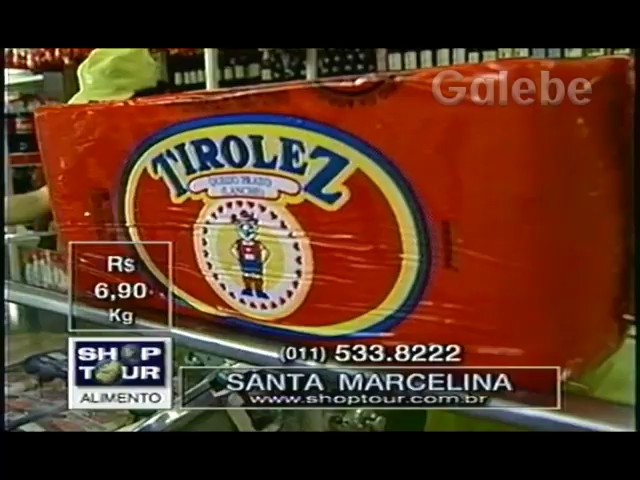 Galebe
TIROLEZ
QUEIJO PRATO
(LANCHE)
R$
6,90
Kg
SHOP
TOUR
ALIMENTO
(011) 533.8222
SANTA MARCELINA
www.shoptour.com.br